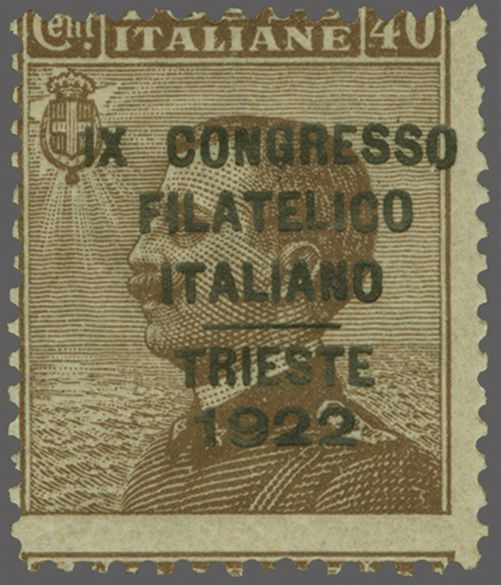 Cent. ITALIANE 40
IX CONGRESSO
FILATELICO
ITALIANO
TRIESTE
1922